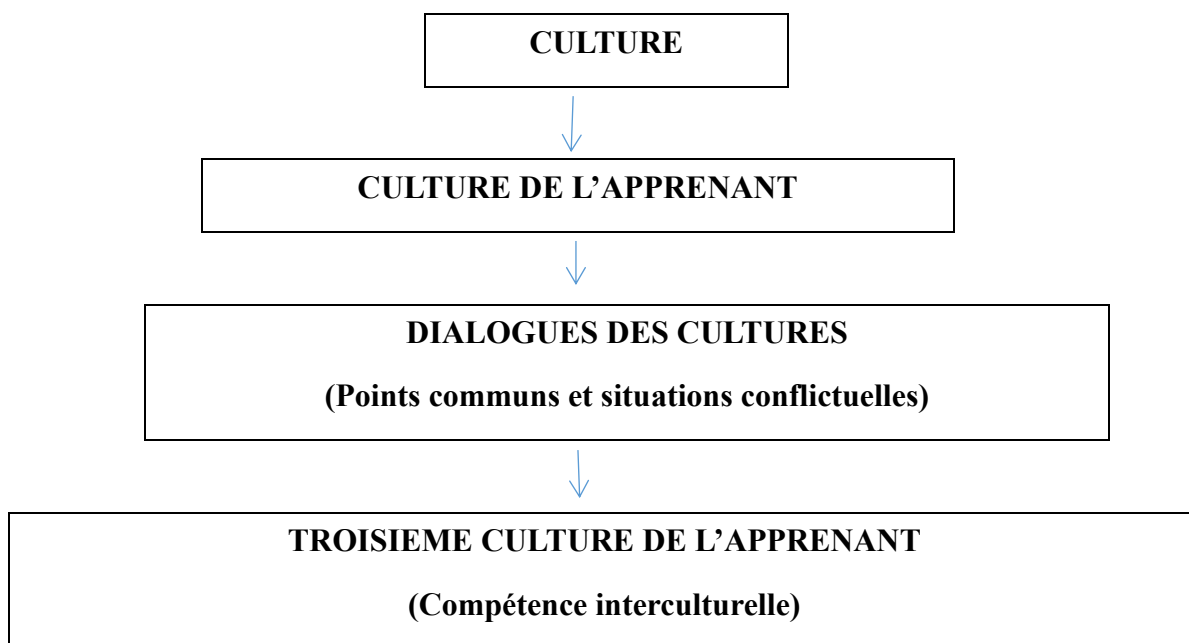 CULTURE
CULTURE DE L’APPRENANT
DIALOGUES DES CULTURES
(Points communs et situations conflictuelles)
TROISIEME CULTURE DE L’APPRENANT
(Compétence interculturelle)